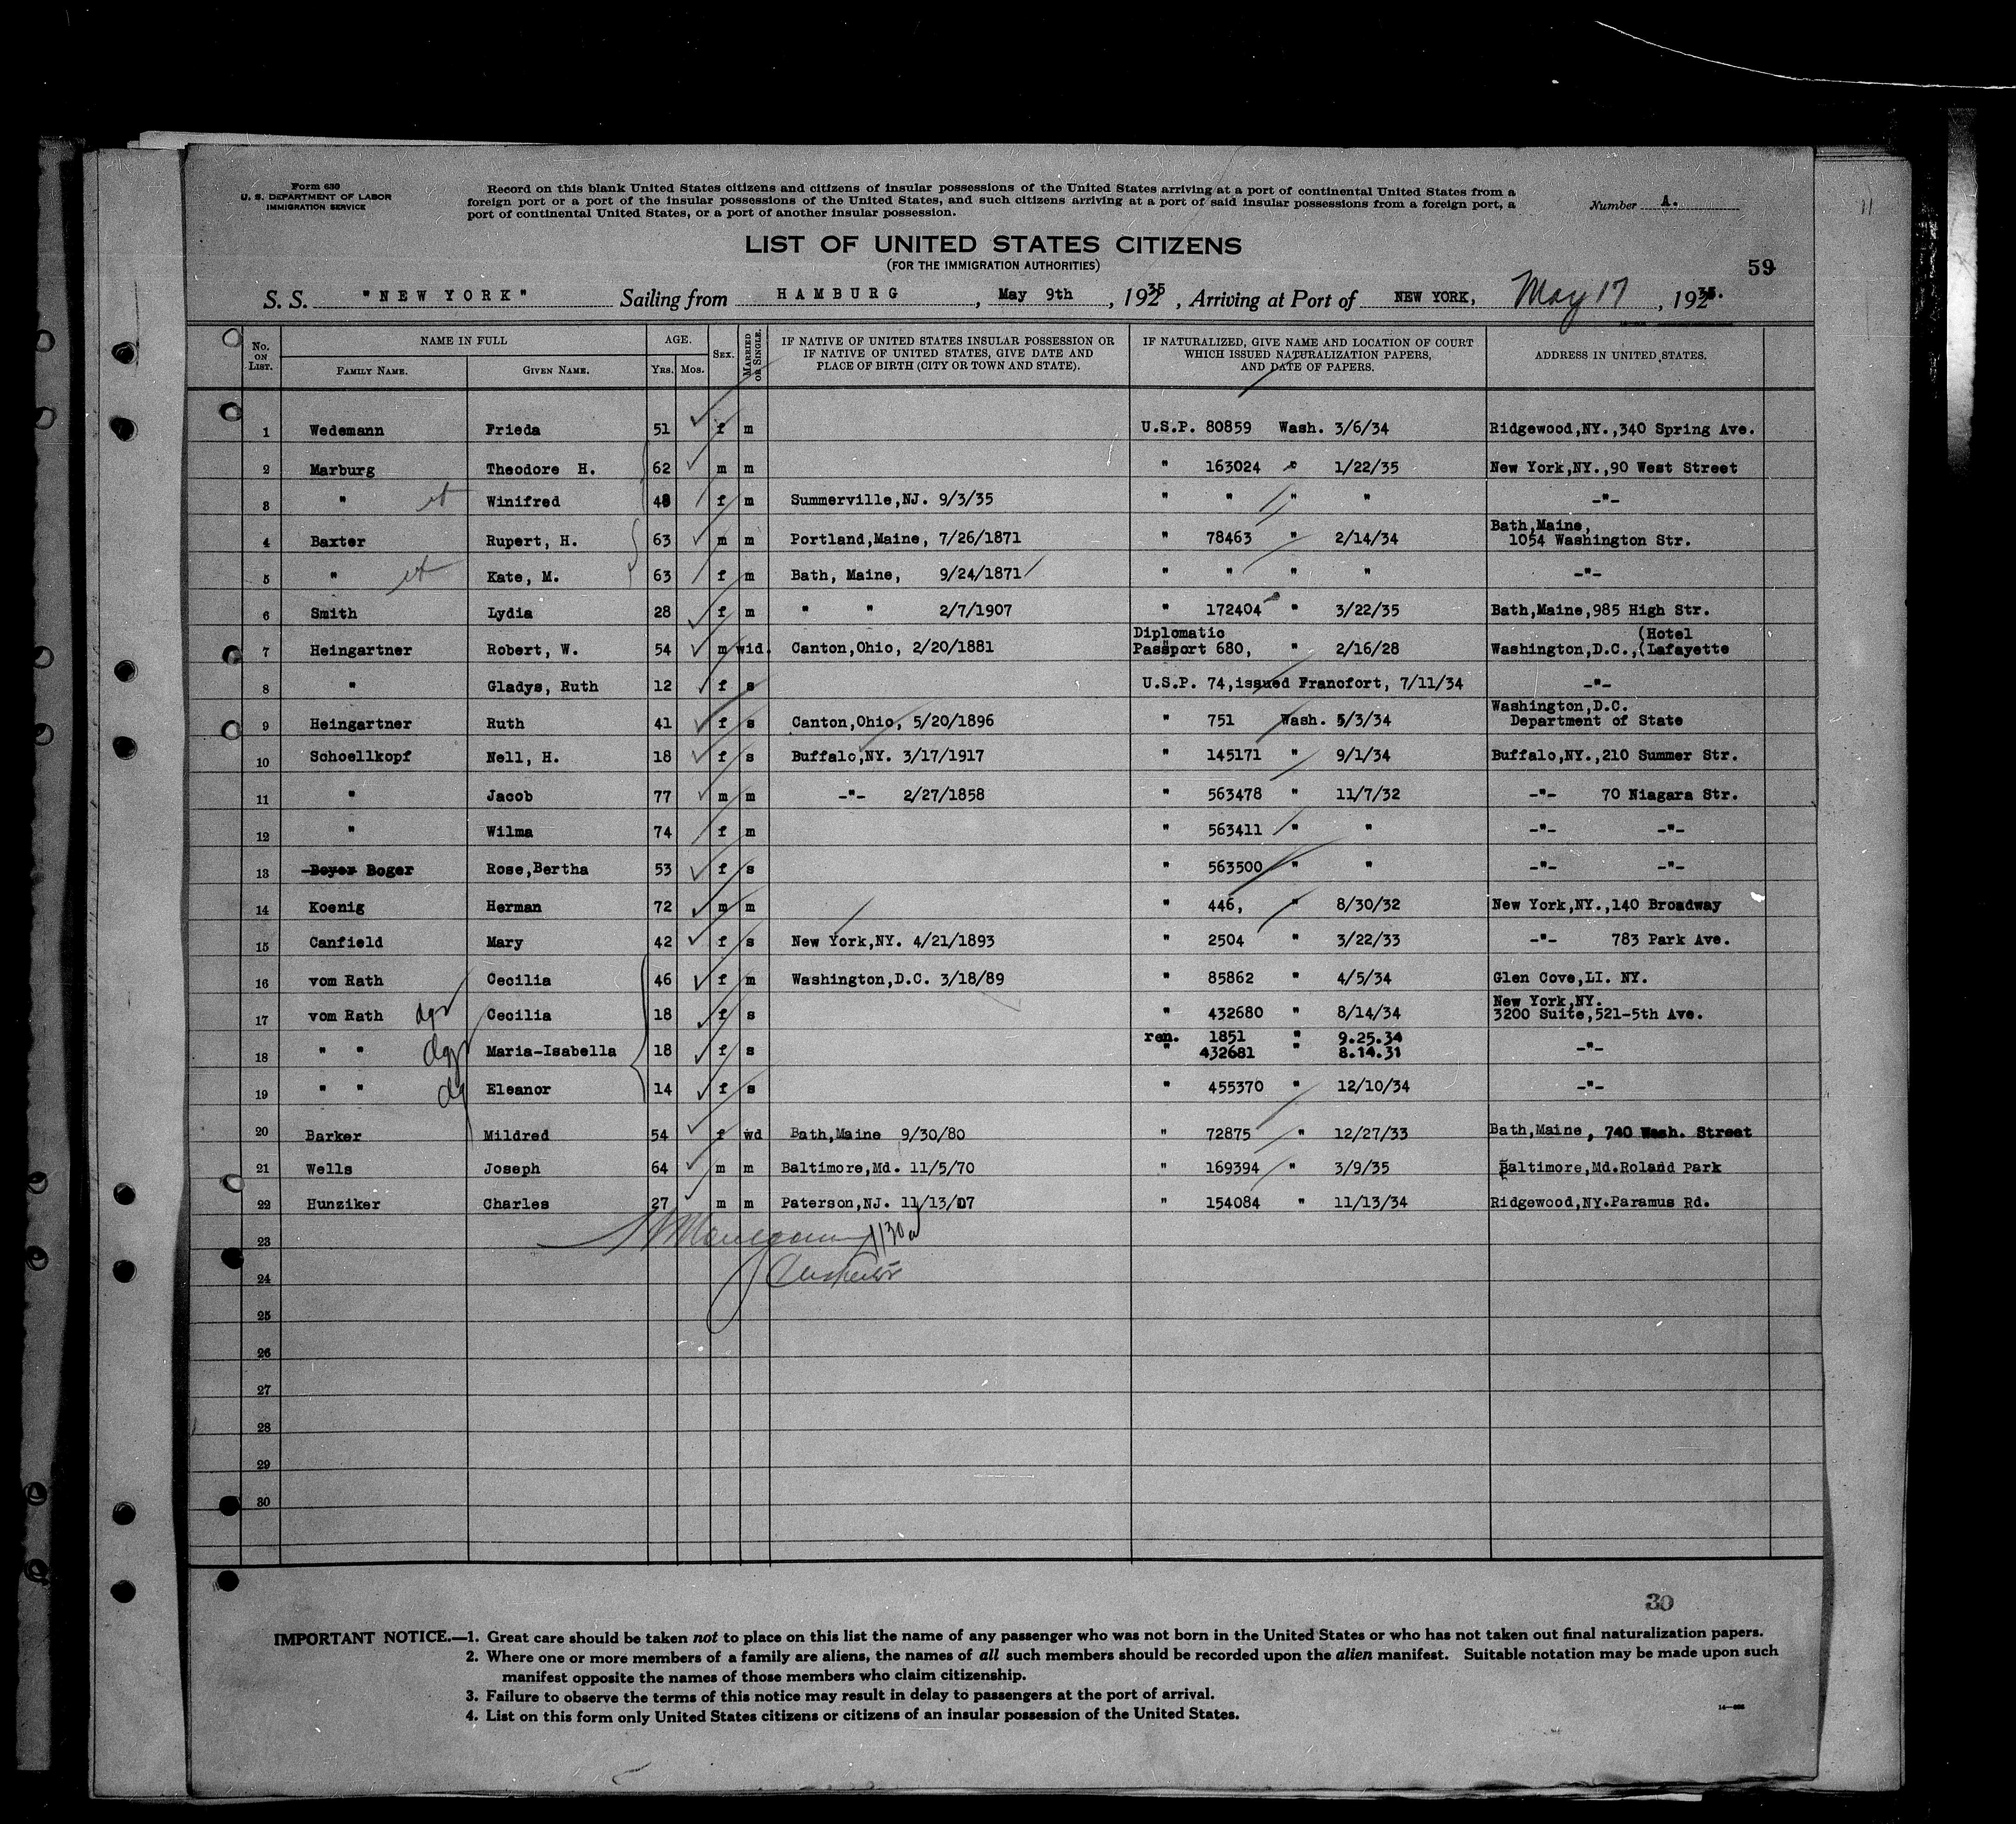 Form 630
U. S. DEPARTMENT OF LABOR
IMMIGRATION SERVICE
Record on this blank United States citizens and citizens of insular possessions of the United States arriving at a port of continental United States from a
foreign port or a port of the insular possessions of the United States, and such citizens arriving at a port of said insular possessions from a foreign port, a
port of continental United States, or a port of another insular possession.
Number A.
11
LIST OF UNITED STATES CITIZENS
(FOR THE IMMIGRATION AUTHORITIES)
59
S. S. "NEW YORK" Sailing from HAMBURG, May 9th, 1935, Arriving at Port of NEW YORK, May 17, 1935.
No. ON LIST. NAME IN FULL FAMILY NAME. GIVEN NAME. AGE. YRS. MOS. SEX. MARRIED OR SINGLE. IF NATIVE OF UNITED STATES INSULAR POSSESSION OR IF NATIVE OF UNITED STATES, GIVE DATE AND PLACE OF BIRTH (CITY OR TOWN AND STATE). IF NATURALIZED, GIVE NAME AND LOCATION OF COURT WHICH ISSUED NATURALIZATION PAPERS, AND DATE OF PAPERS. ADDRESS IN UNITED STATES.
1 Wedemann Frieda 51 f m U.S.P. 80859 Wash. 3/6/34 Ridgewood,NY.,340 Spring Ave.
2 Marburg Theodore H. 62 m m " 163024 " 1/22/35 New York,NY.,90 West Street
3 " Winifred 48 f m Summerville,NJ. 9/3/35 " " " " -"-
4 Baxter Rupert, H. 63 m m Portland,Maine, 7/26/1871 " 78463 " 2/14/34 Bath,Maine, 1054 Washington Str.
5 " Kate, M. 63 f m Bath, Maine, 9/24/1871 " " " " -"-
6 Smith Lydia 28 f m " " 2/7/1907 " 172404 " 3/22/35 Bath,Maine,985 High Str.
7 Heingartner Robert, W. 54 m wid. Canton,Ohio, 2/20/1881 Diplomatic Passport 680, " 2/16/28 Washington,D.C.,(Hotel (Lafayette
8 " Gladys, Ruth 12 f s U.S.P. 74,issued Francfort, 7/11/34 -"-
9 Heingartner Ruth 41 f s Canton,Ohio, 5/20/1896 " 751 Wash. 5/3/34 Washington,D.C. Department of State
10 Schoellkopf Nell, H. 18 f s Buffalo,NY. 3/17/1917 " 145171 " 9/1/34 Buffalo,NY.,210 Summer Str.
11 " Jacob 77 m m -"- 2/27/1858 " 563478 " 11/7/32 -"- 70 Niagara Str.
12 " Wilma 74 f m " 563411 " " -"- -"-
13 Beyer Boger Rose,Bertha 53 f s " 563500 " " -"- -"-
14 Koenig Herman 72 m m " 446, " 8/30/32 New York,NY.,140 Broadway
15 Canfield Mary 42 f s New York,NY. 4/21/1893 " 2504 " 3/22/33 -"- 783 Park Ave.
16 vom Rath Cecilia 46 f m Washington,D.C. 3/18/89 " 85862 " 4/5/34 Glen Cove,LI. NY.
17 vom Rath Cecilia 18 f s " 432680 " 8/14/34 New York,NY. 3200 Suite,521-5th Ave.
18 " " Maria-Isabella 18 f s ren. 1851 " 9.25.34 " 432681 " 8.14.31 -"-
19 " " Eleanor 14 f s " 455370 " 12/10/34 -"-
20 Barker Mildred 54 f wd Bath,Maine 9/30/80 " 72875 " 12/27/33 Bath,Maine, 740 Wash. Street
21 Wells Joseph 64 m m Baltimore,Md. 11/5/70 " 169394 " 3/9/35 Baltimore,Md.Roland Park
22 Hunziker Charles 27 m m Paterson,NJ. 11/13/07 " 154084 " 11/13/34 Ridgewood,NY.Paramus Rd.
23
24
25
26
27
28
29
30
30
IMPORTANT NOTICE.—1. Great care should be taken not to place on this list the name of any passenger who was not born in the United States or who has not taken out final naturalization papers.
2. Where one or more members of a family are aliens, the names of all such members should be recorded upon the alien manifest. Suitable notation may be made upon such
manifest opposite the names of those members who claim citizenship.
3. Failure to observe the terms of this notice may result in delay to passengers at the port of arrival.
4. List on this form only United States citizens or citizens of an insular possession of the United States.